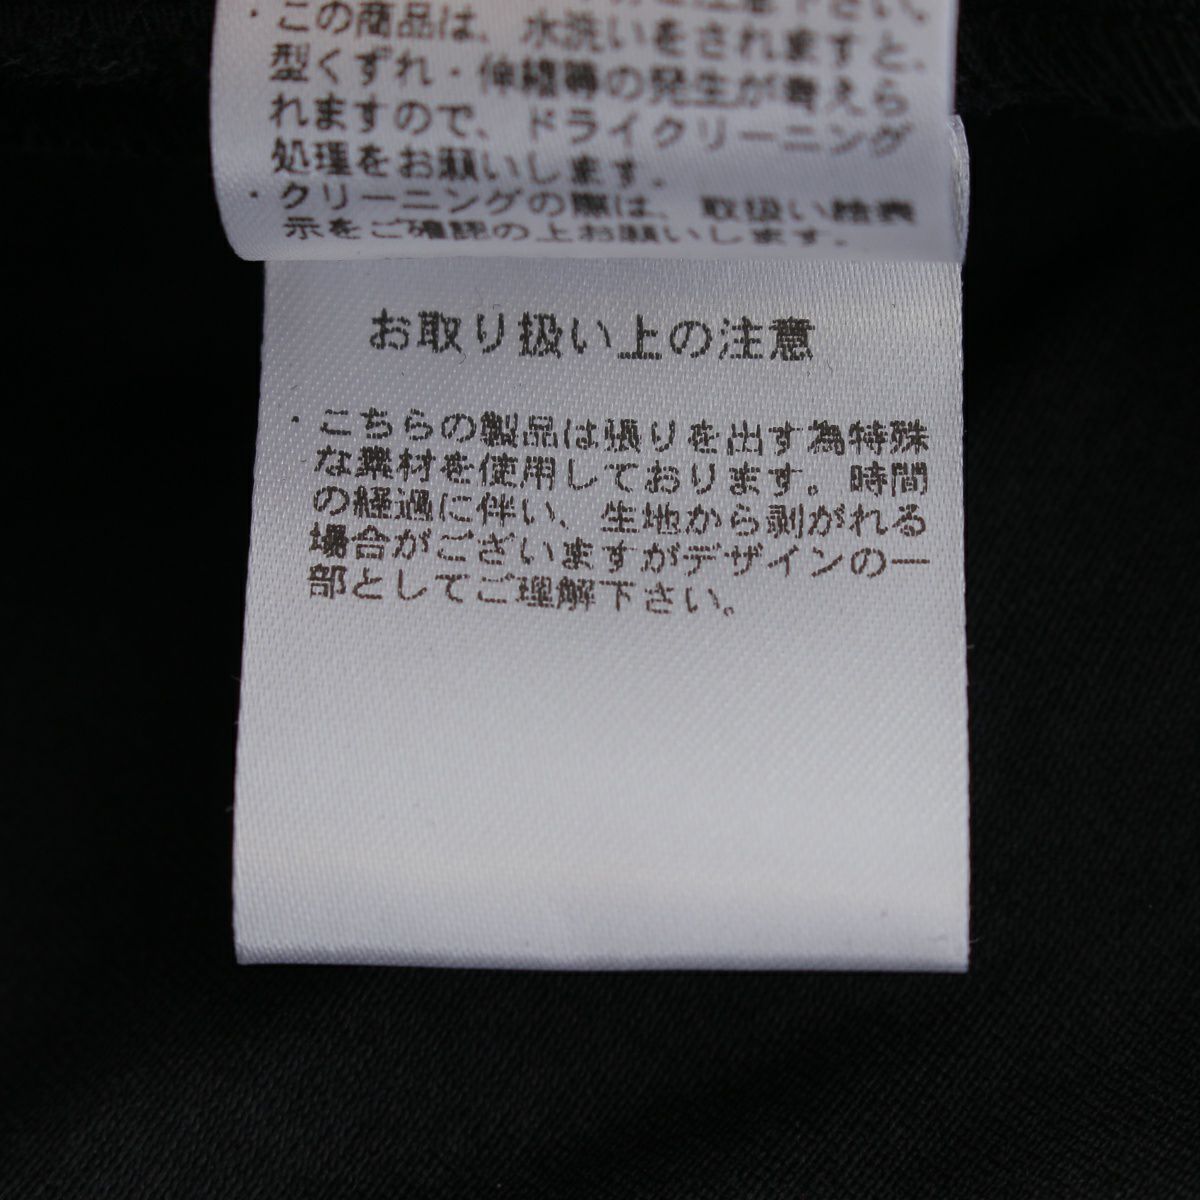 下さい。
・この商品は、水洗いをされますと、
型くずれ・伸縮等の発生が考えら
れますので、ドライクリーニング
処理をお願いします。
・クリーニングの際は、取扱い絵表
示をご確認の上お願いします。
お取り扱い上の注意
・こちらの製品は張りを出す為特殊
な素材を使用しております。時間
の経過に伴い、生地から剥がれる
場合がございますがデザインの一
部としてご理解下さい。